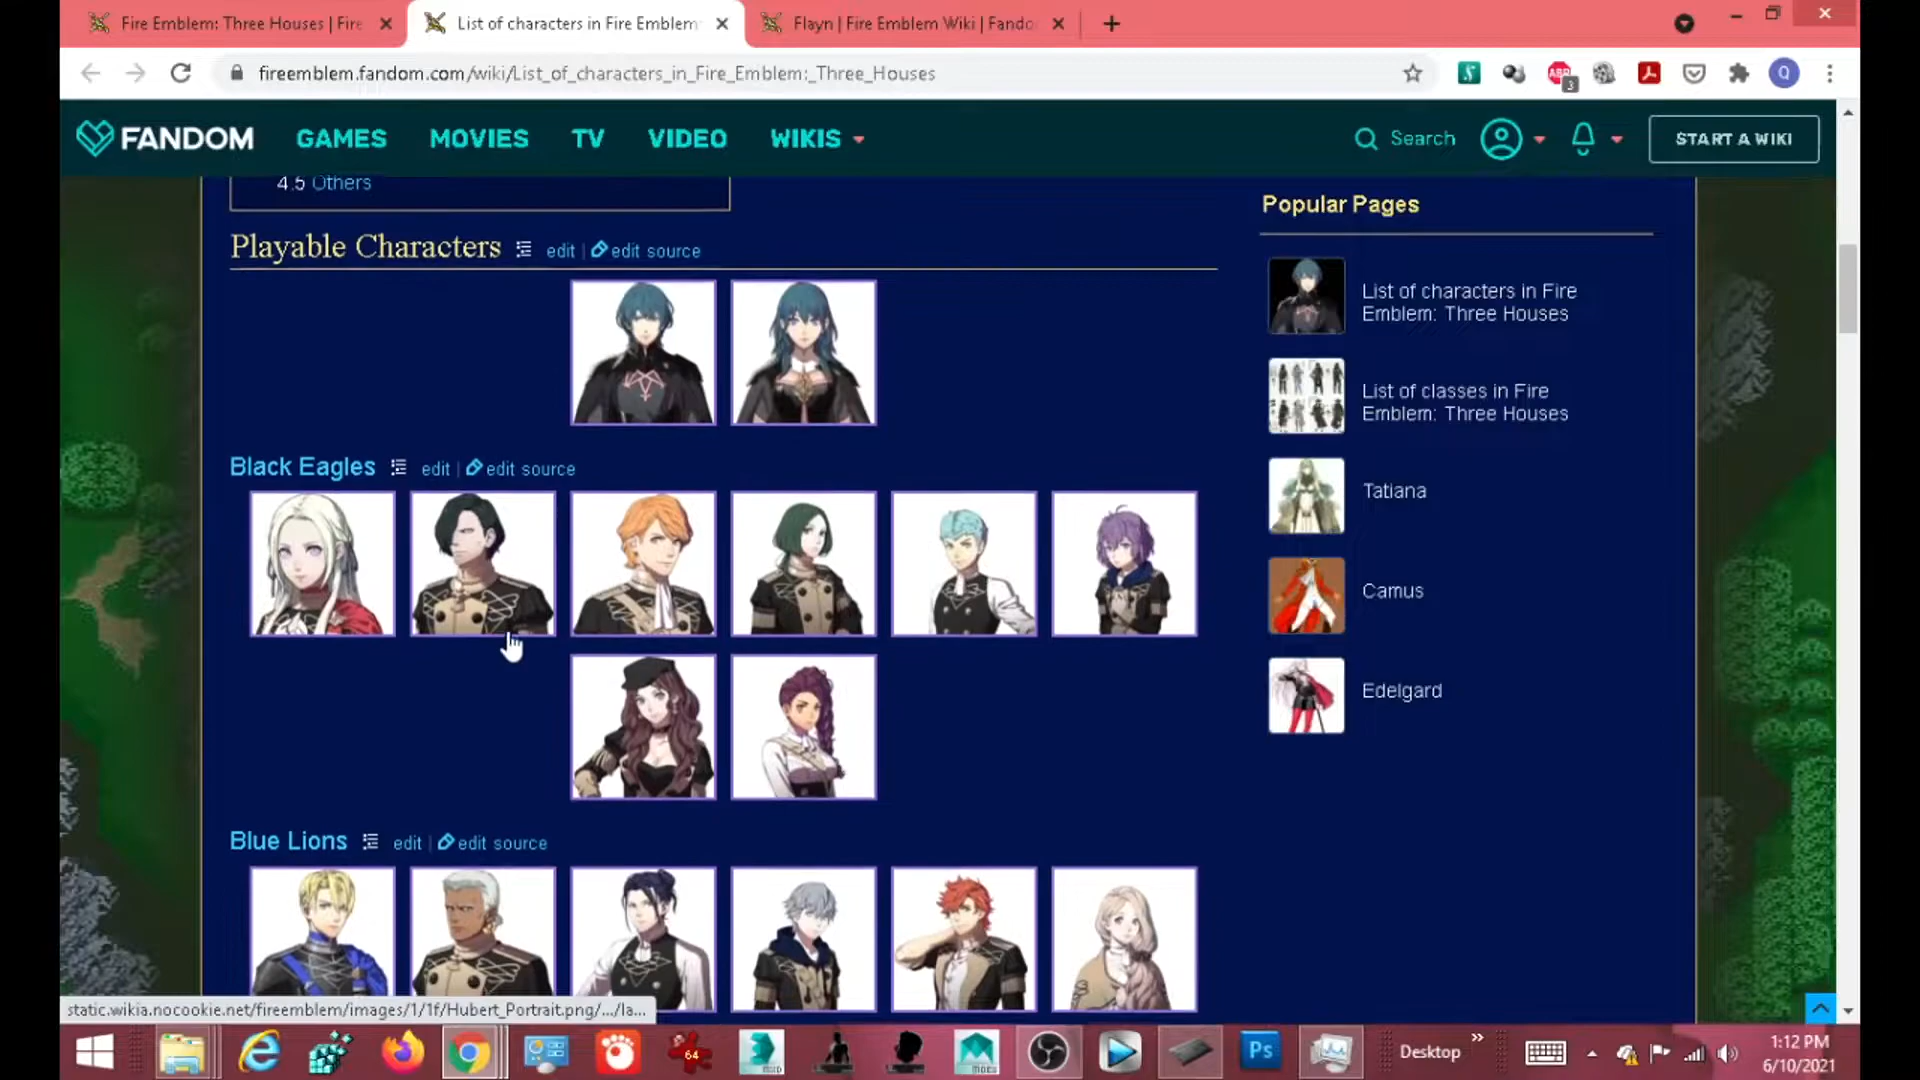 Fire Emblem: Three Houses | Fire
List of characters in Fire Emblem:
Flayn | Fire Emblem Wiki | Fando
fireemblem.fandom.com/wiki/List_of_characters_in_Fire_Emblem:_Three_Houses
ABP
3
Q
FANDOM
GAMES
MOVIES
TV
VIDEO
WIKIS
Search
START A WIKI
4.5 Others
Popular Pages
Playable Characters edit | edit source
List of characters in Fire
Emblem: Three Houses
List of classes in Fire
Emblem: Three Houses
Black Eagles edit | edit source
Tatiana
Camus
Edelgard
Blue Lions edit | edit source
static.wikia.nocookie.net/fireemblem/images/1/1f/Hubert_Portrait.png/.../la...
64
Ps
Desktop
1:12 PM
6/10/2021